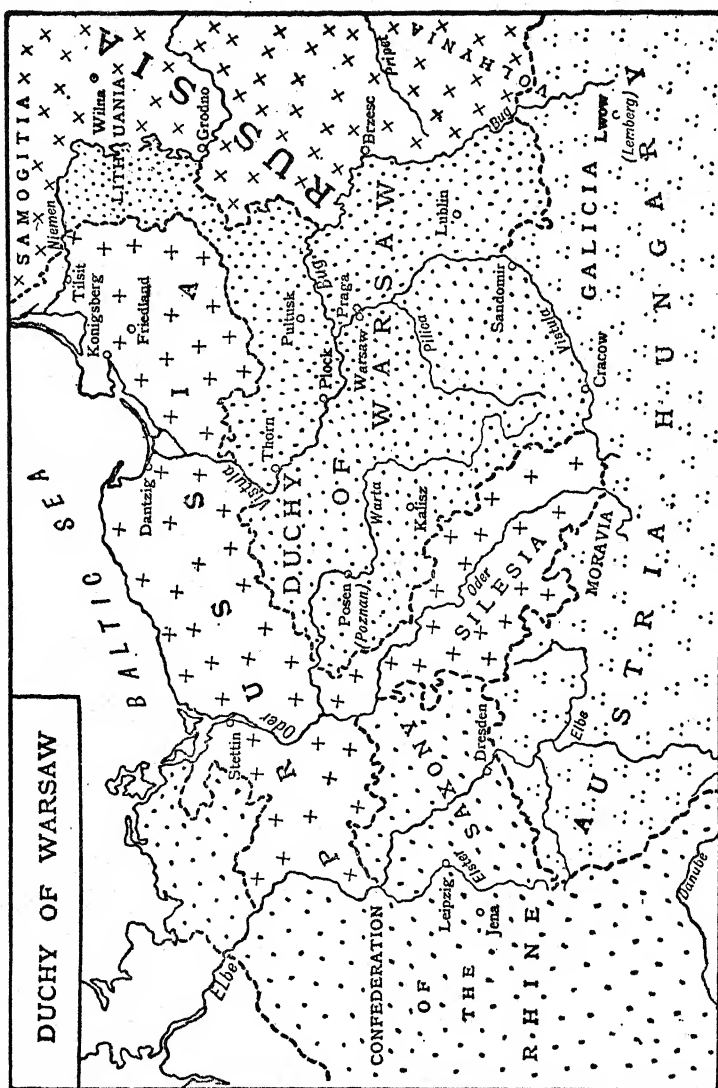 DUCHY OF WARSAW
BALTIC SEA
SAMOGITIA
Wilna
LITHUANIA
Niemen
Tilsit
Konigsberg
Friedland
Grodno
RUSSIA
Dantzig
PRUSSIA
Stettin
Oder
Elbe
Vistula
Thorn
Pultusk
Plock
Bug
Praga
Warsaw
Brzesc
Pripet
VOLHYNIA
DUCHY OF WARSAW
Posen
(Poznan)
Warta
Kalisz
Pilica
Lublin
Bug
Sandomir
Vistula
Cracow
GALICIA
Lwow
(Lemberg)
Oder
SILESIA
MORAVIA
AUSTRIA-HUNGARY
SAXONY
Dresden
Elbe
Leipzig
Elster
Jena
CONFEDERATION
OF
THE
RHINE
Danube